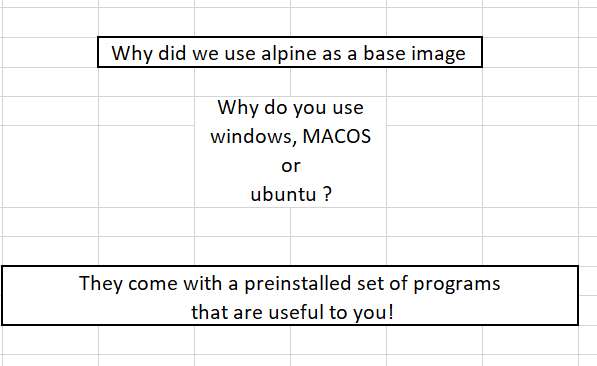 Why did we use alpine as a base image
Why do you use
windows, MACOS
or
ubuntu ?
They come with a preinstalled set of programs
that are useful to you!